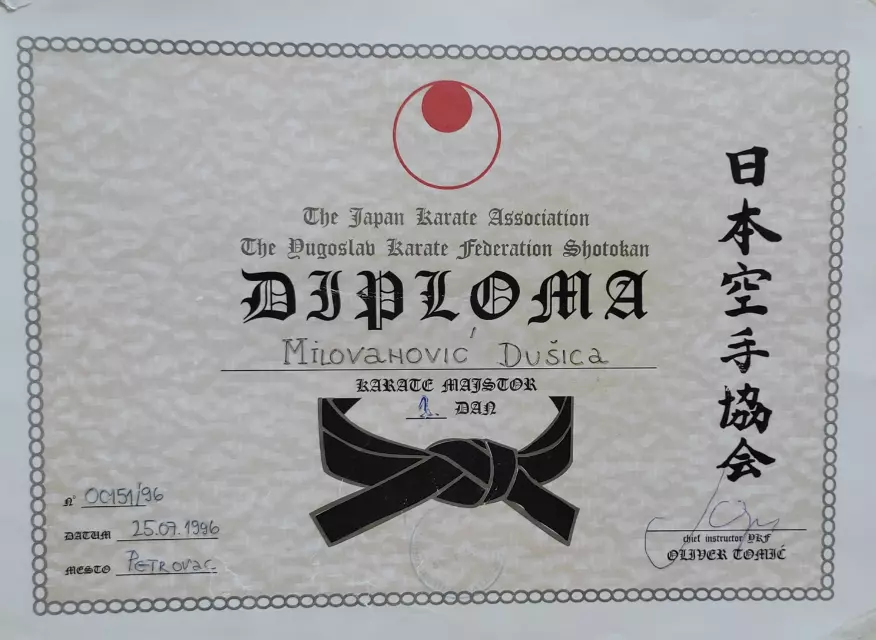 The Japan Karate Association
The Yugoslav Karate Federation Shotokan
DIPLOMA
Milovanović Dušica
KARATE MAJSTOR
1. DAN
日本空手協会
N° 00151/96
DATUM 25.07.1996
MESTO Petrovac
chief instructor YKF
OLIVER TOMIĆ